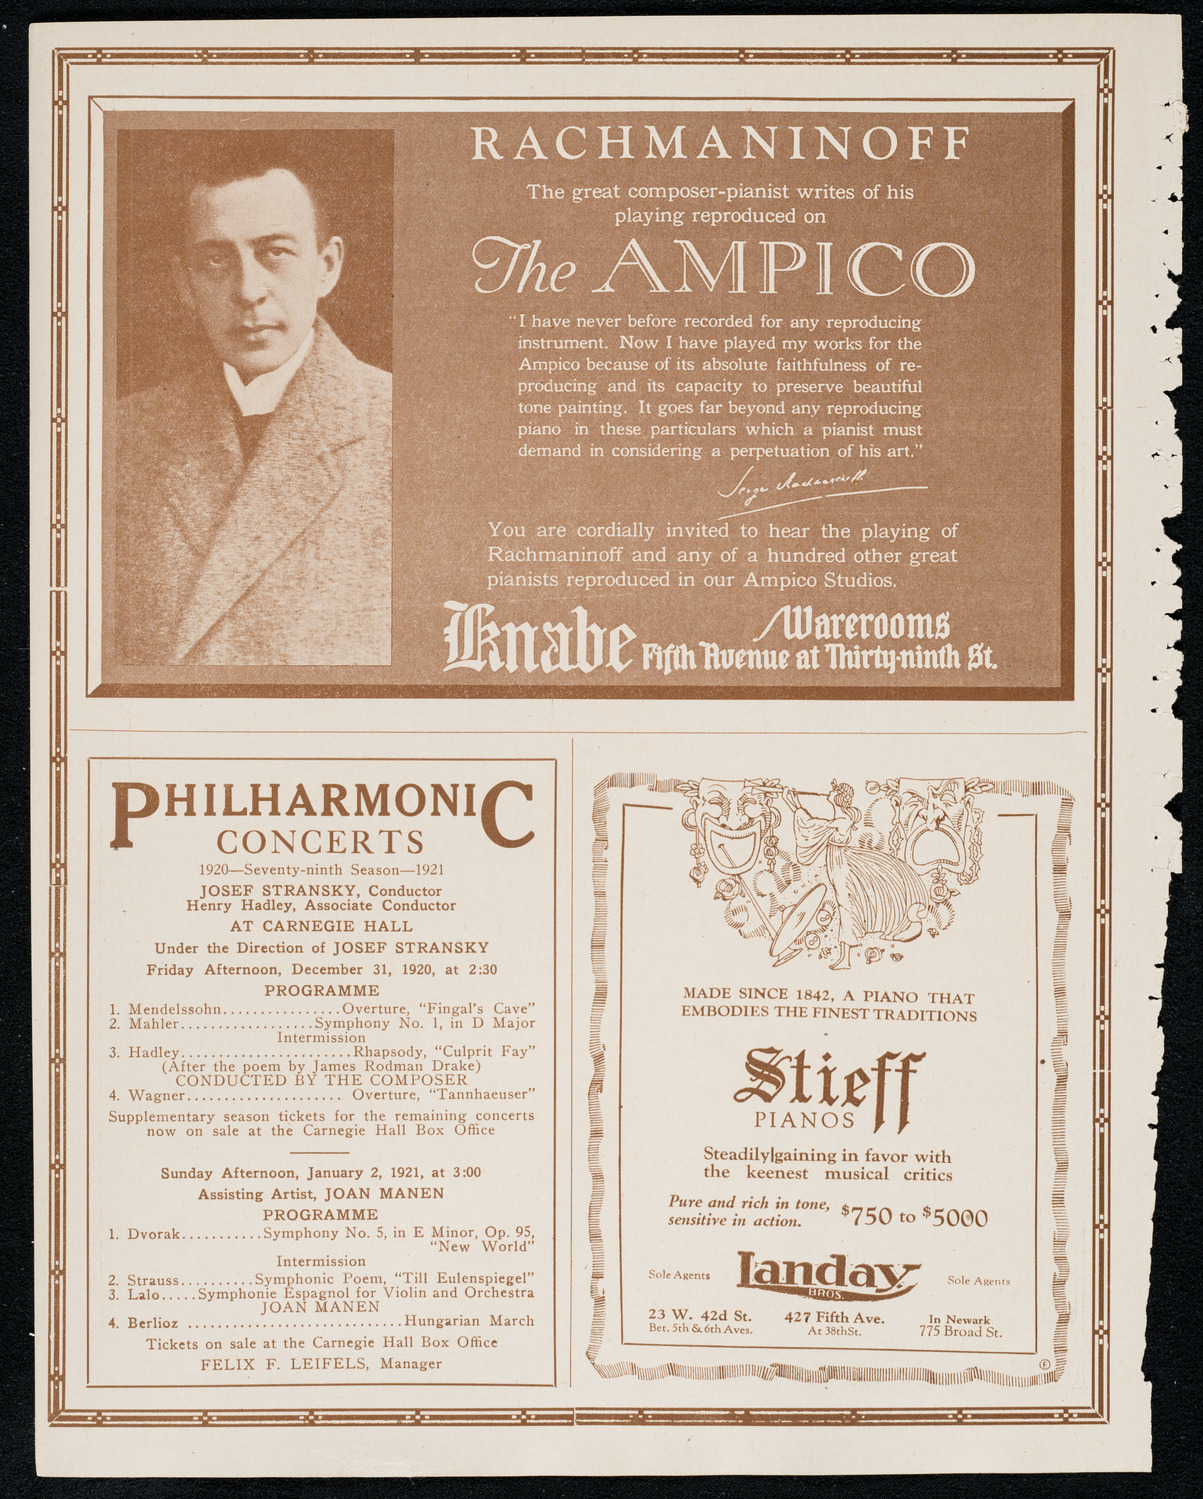 RACHMANINOFF
The great composer-pianist writes of his
playing reproduced on
The AMPICO
"I have never before recorded for any reproducing
instrument. Now I have played my works for the
Ampico because of its absolute faithfulness of re-
producing and its capacity to preserve beautiful
tone painting. It goes far beyond any reproducing
piano in these particulars which a pianist must
demand in considering a perpetuation of his art."
Serge Rachmaninoff
You are cordially invited to hear the playing of
Rachmaninoff and any of a hundred other great
pianists reproduced in our Ampico Studios.
Knabe Warerooms
Fifth Avenue at Thirty-ninth St.
PHILHARMONIC
CONCERTS
1920—Seventy-ninth Season—1921
JOSEF STRANSKY, Conductor
Henry Hadley, Associate Conductor
AT CARNEGIE HALL
Under the Direction of JOSEF STRANSKY
Friday Afternoon, December 31, 1920, at 2:30
PROGRAMME
1. Mendelssohn................Overture, "Fingal's Cave"
2. Mahler..................Symphony No. 1, in D Major
Intermission
3. Hadley.......................Rhapsody, "Culprit Fay"
(After the poem by James Rodman Drake)
CONDUCTED BY THE COMPOSER
4. Wagner..................... Overture, "Tannhaeuser"
Supplementary season tickets for the remaining concerts
now on sale at the Carnegie Hall Box Office
Sunday Afternoon, January 2, 1921, at 3:00
Assisting Artist, JOAN MANEN
PROGRAMME
1. Dvorak...........Symphony No. 5, in E Minor, Op. 95,
"New World"
Intermission
2. Strauss..........Symphonic Poem, "Till Eulenspiegel"
3. Lalo.....Symphonie Espagnol for Violin and Orchestra
JOAN MANEN
4. Berlioz .............................Hungarian March
Tickets on sale at the Carnegie Hall Box Office
FELIX F. LEIFELS, Manager
MADE SINCE 1842, A PIANO THAT
EMBODIES THE FINEST TRADITIONS
Stieff
PIANOS
Steadily gaining in favor with
the keenest musical critics
Pure and rich in tone,
sensitive in action.
$750 to $5000
Sole Agents
Landay
BROS.
Sole Agents
23 W. 42d St.
Bet. 5th & 6th Aves.
427 Fifth Ave.
At 38th St.
In Newark
775 Broad St.
F